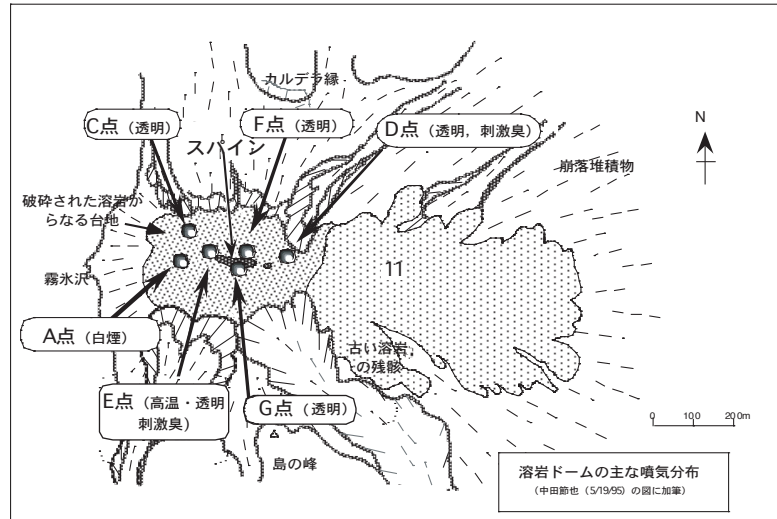 カルデラ縁
C点（透明）
F点（透明）
D点（透明，刺激臭）
スパイン
N
崩落堆積物
破砕された溶岩か
らなる台地
霧氷沢
11
A点（白煙）
古い溶岩
の残骸
E点（高温・透明
刺激臭）
G点（透明）
島の峰
0 100 200m
溶岩ドームの主な噴気分布
（中田節也（5/19/95）の図に加筆）